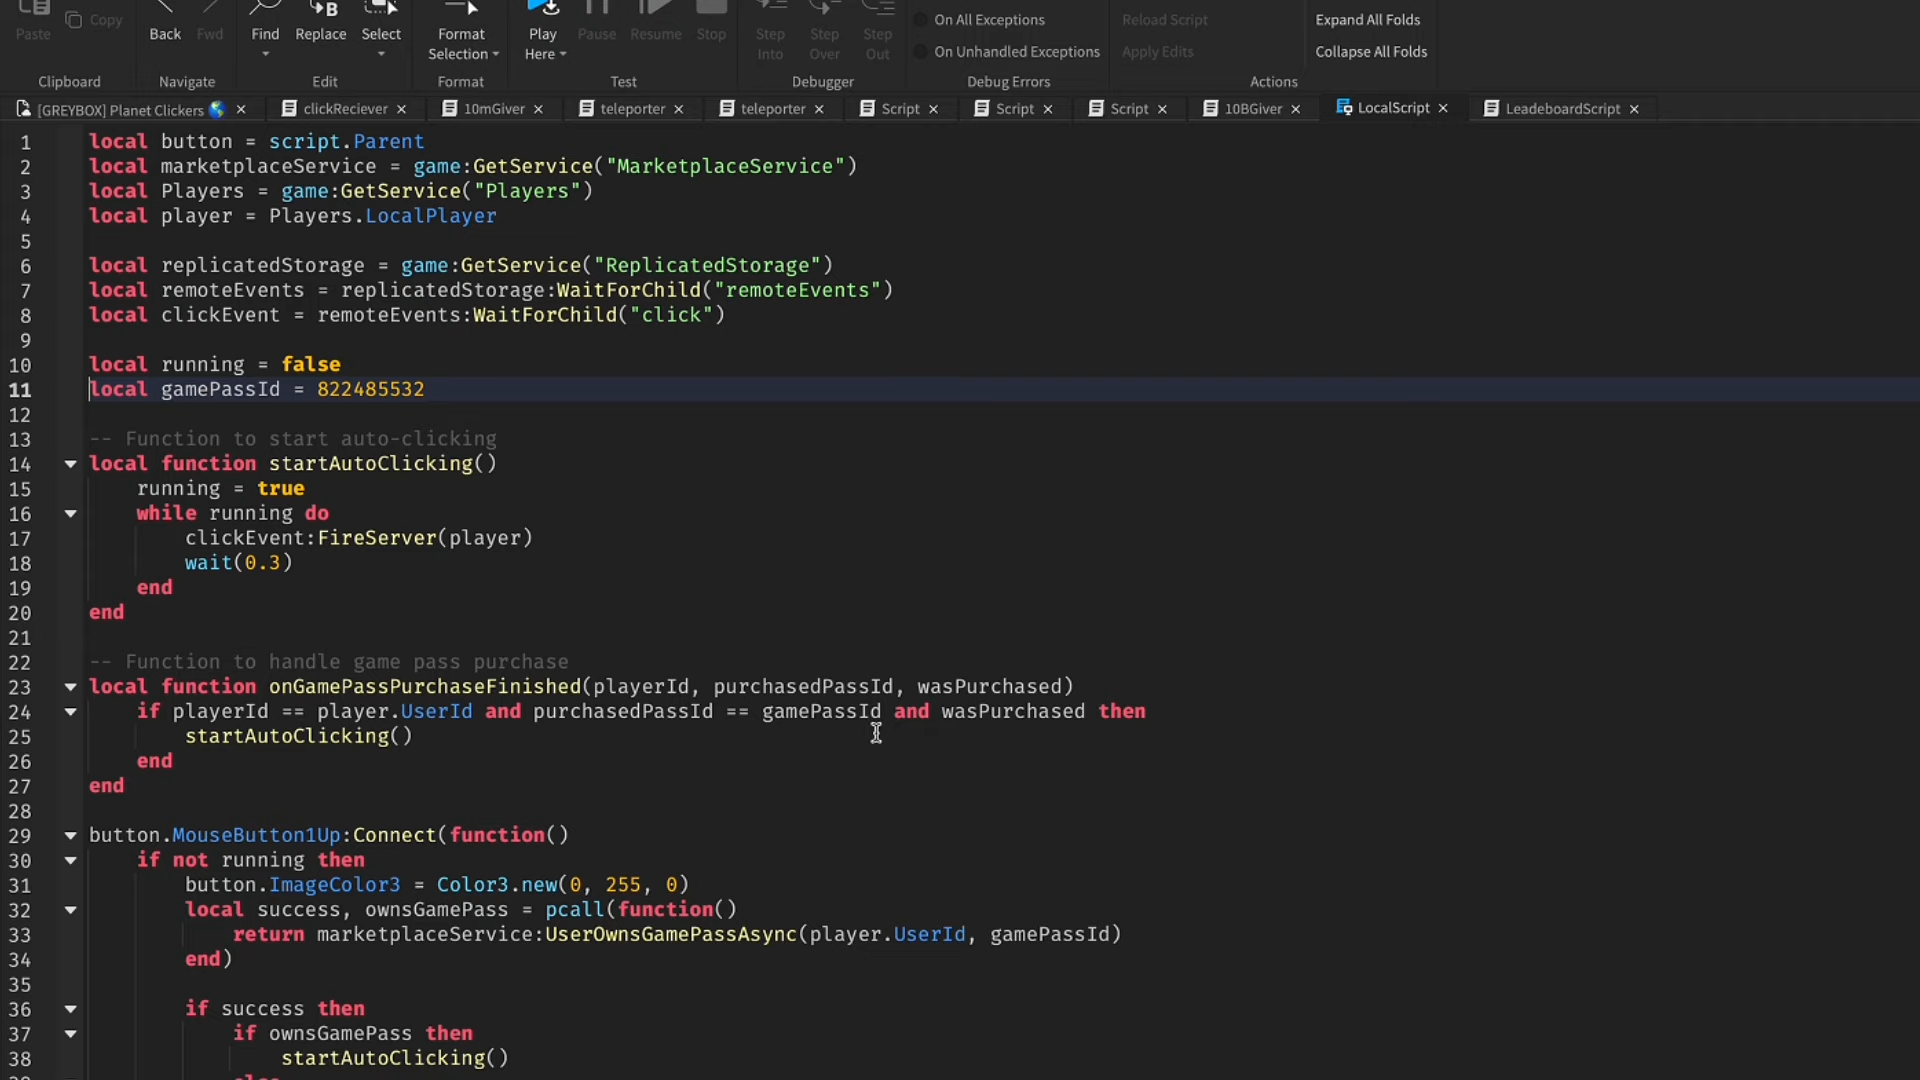 Paste
Copy
Clipboard
Back
Fwd
Navigate
Find
Replace
Select
Edit
Format
Selection
Format
Play
Here
Pause
Resume
Stop
Test
Step
Into
Step
Over
Step
Out
Debugger
On All Exceptions
On Unhandled Exceptions
Debug Errors
Reload Script
Apply Edits
Expand All Folds
Collapse All Folds
Actions
[GREYBOX] Planet Clickers🌎 ×
clickReciever ×
10mGiver ×
teleporter ×
teleporter ×
Script ×
Script ×
Script ×
10BGiver ×
LocalScript ×
LeadeboardScript ×
1 local button = script.Parent
2 local marketplaceService = game:GetService("MarketplaceService")
3 local Players = game:GetService("Players")
4 local player = Players.LocalPlayer
5
6 local replicatedStorage = game:GetService("ReplicatedStorage")
7 local remoteEvents = replicatedStorage:WaitForChild("remoteEvents")
8 local clickEvent = remoteEvents:WaitForChild("click")
9
10 local running = false
11 local gamePassId = 822485532
12
13 -- Function to start auto-clicking
14 local function startAutoClicking()
15 running = true
16 while running do
17 clickEvent:FireServer(player)
18 wait(0.3)
19 end
20 end
21
22 -- Function to handle game pass purchase
23 local function onGamePassPurchaseFinished(playerId, purchasedPassId, wasPurchased)
24 if playerId == player.UserId and purchasedPassId == gamePassId and wasPurchased then
25 startAutoClicking()
26 end
27 end
28
29 button.MouseButton1Up:Connect(function()
30 if not running then
31 button.ImageColor3 = Color3.new(0, 255, 0)
32 local success, ownsGamePass = pcall(function()
33 return marketplaceService:UserOwnsGamePassAsync(player.UserId, gamePassId)
34 end)
35
36 if success then
37 if ownsGamePass then
38 startAutoClicking()